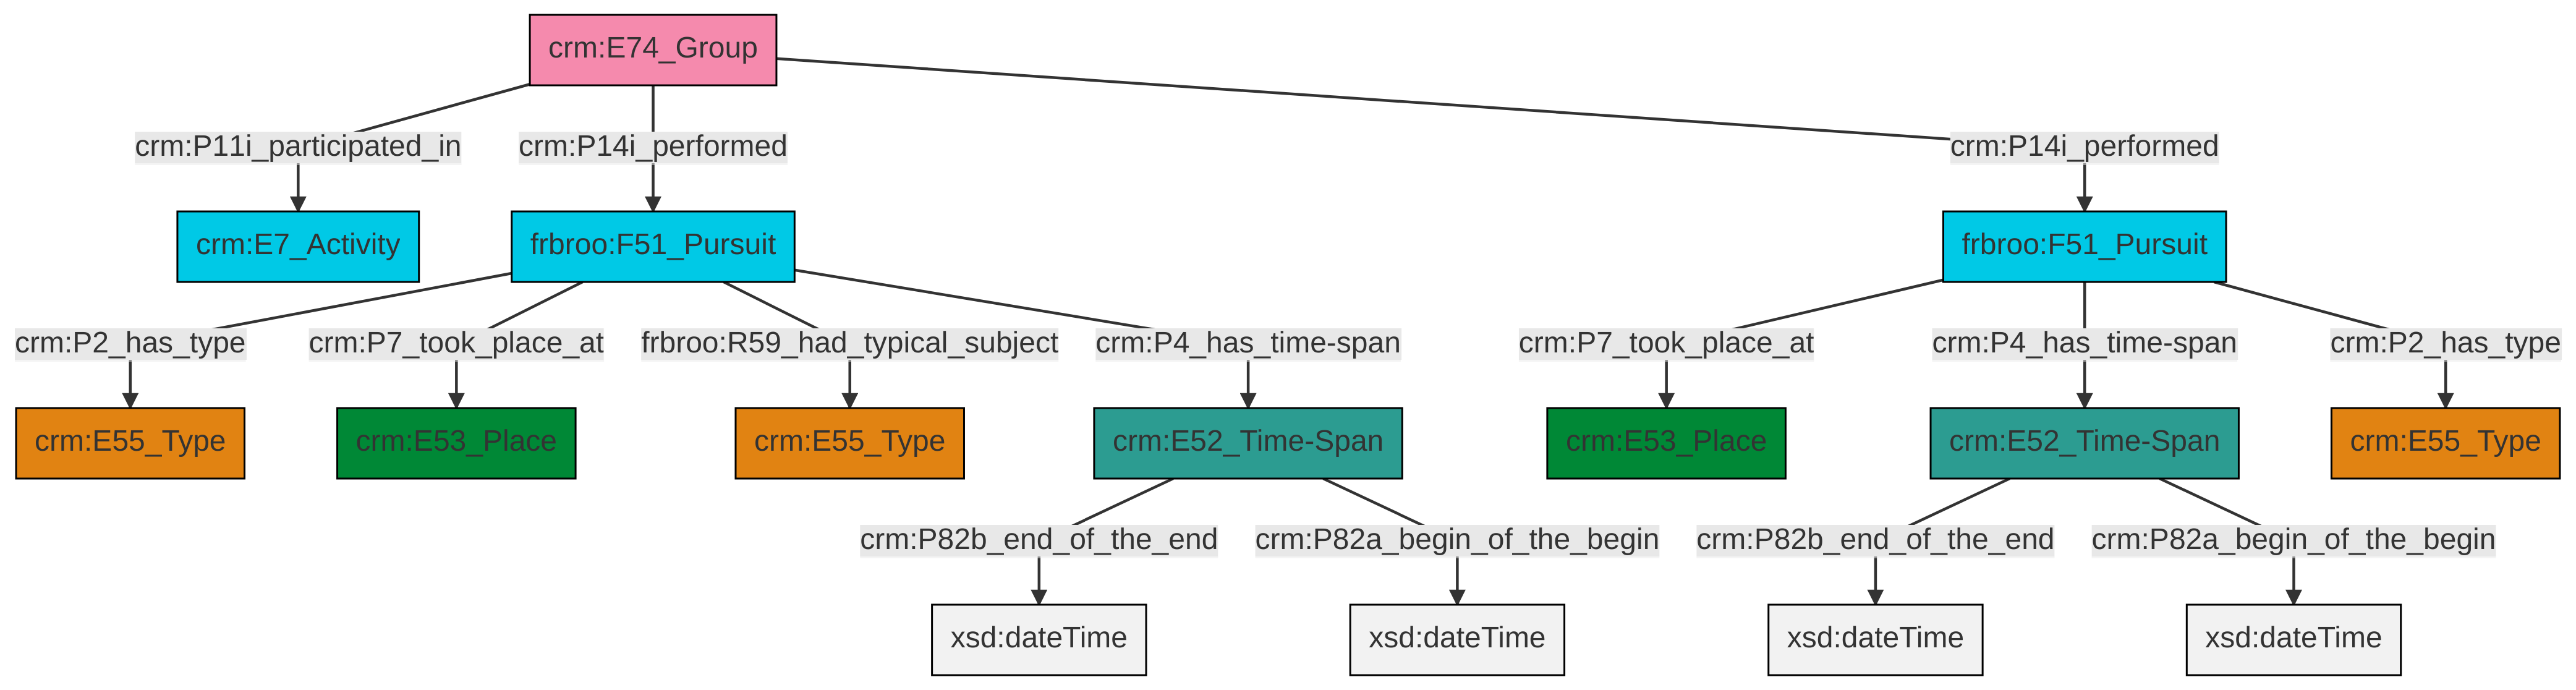 crm:E74_Group
crm:P11i_participated_in
crm:P14i_performed
crm:P14i_performed
crm:E7_Activity
frbroo:F51_Pursuit
frbroo:F51_Pursuit
crm:P2_has_type
crm:P7_took_place_at
frbroo:R59_had_typical_subject
crm:P4_has_time-span
crm:P7_took_place_at
crm:P4_has_time-span
crm:P2_has_type
crm:E55_Type
crm:E53_Place
crm:E55_Type
crm:E52_Time-Span
crm:E53_Place
crm:E52_Time-Span
crm:E55_Type
crm:P82b_end_of_the_end
crm:P82a_begin_of_the_begin
crm:P82b_end_of_the_end
crm:P82a_begin_of_the_begin
xsd:dateTime
xsd:dateTime
xsd:dateTime
xsd:dateTime